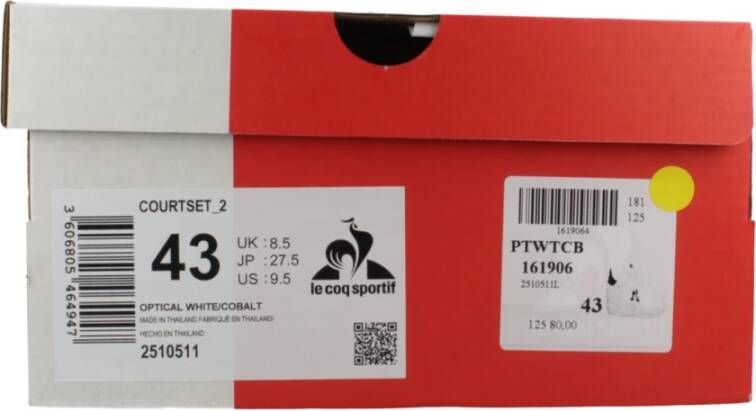 3 606805 464947
COURTSET_2
43
UK :8.5
JP :27.5
US :9.5
le coq sportif
OPTICAL WHITE/COBALT
MADE IN THAILAND FABRIQUÉ EN THAILAND/
HECHO EN THAILAND
2510511
1619064
181
125
PTWTCB
161906
2510511L
43
125 80,00